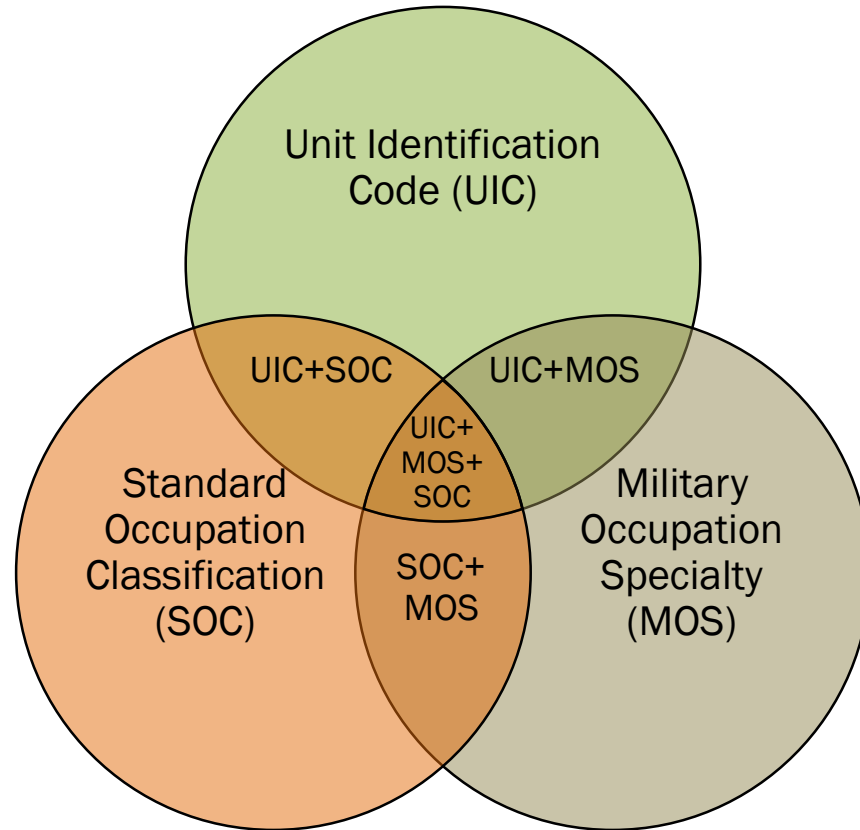 Unit Identification
Code (UIC)
UIC+SOC
UIC+MOS
UIC+
MOS+
SOC
Standard
Occupation
Classification
(SOC)
SOC+
MOS
Military
Occupation
Specialty
(MOS)